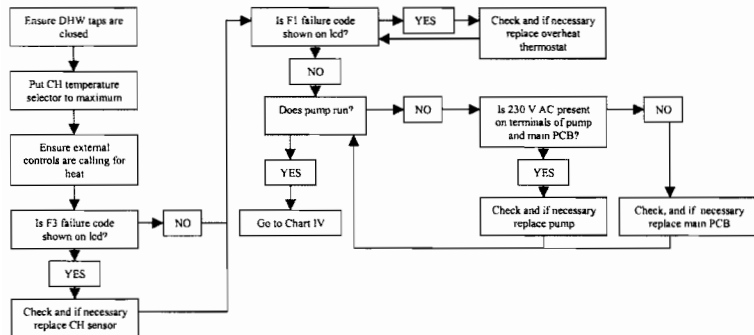 Ensure DHW taps are
closed
Put CH temperature
selector to maximum
Ensure external
controls are calling for
heat
Is F3 failure code
shown on lcd?
NO
YES
Check and if necessary
replace CH sensor
Is F1 failure code
shown on lcd?
YES
Check and if necessary
replace overheat
thermostat
NO
Does pump run?
NO
Is 230 V AC present
on terminals of pump
and main PCB?
NO
YES
Go to Chart IV
YES
Check and if necessary
replace pump
Check, and if necessary
replace main PCB